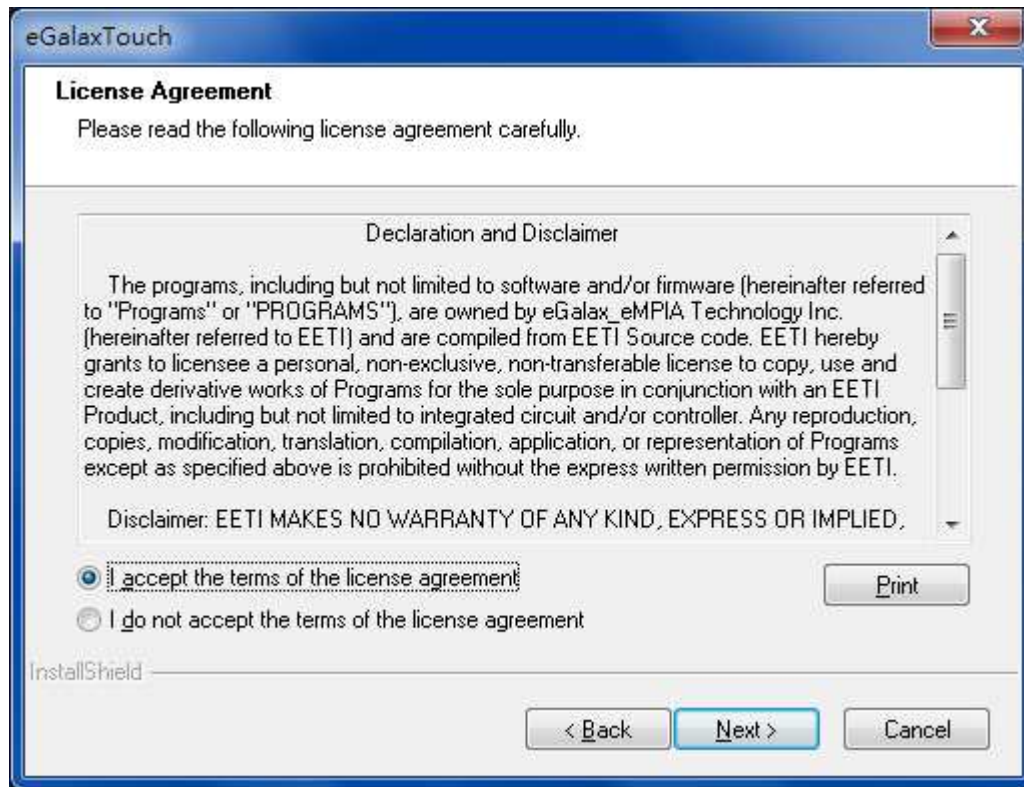 eGalaxTouch
License Agreement
Please read the following license agreement carefully.
Declaration and Disclaimer
The programs, including but not limited to software and/or firmware (hereinafter referred
to "Programs" or "PROGRAMS"), are owned by eGalax_eMPIA Technology Inc.
(hereinafter referred to EETI) and are compiled from EETI Source code. EETI hereby
grants to licensee a personal, non-exclusive, non-transferable license to copy, use and
create derivative works of Programs for the sole purpose in conjunction with an EETI
Product, including but not limited to integrated circuit and/or controller. Any reproduction,
copies, modification, translation, compilation, application, or representation of Programs
except as specified above is prohibited without the express written permission by EETI.
Disclaimer: EETI MAKES NO WARRANTY OF ANY KIND, EXPRESS OR IMPLIED,
I accept the terms of the license agreement
Print
I do not accept the terms of the license agreement
InstallShield
< Back Next > Cancel